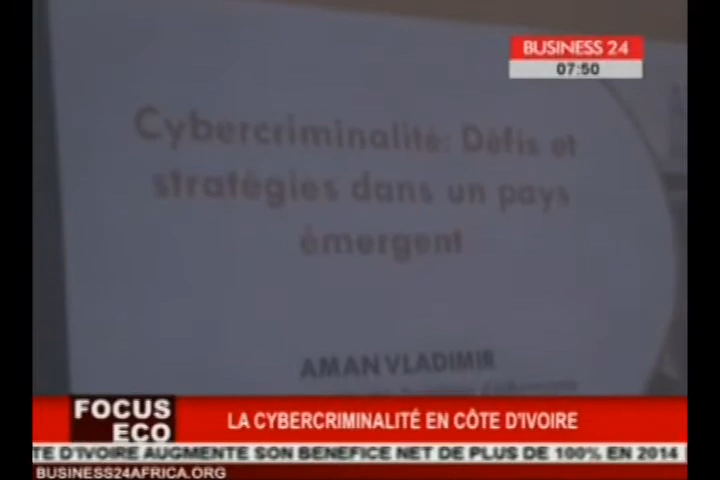 BUSINESS 24
07:50
Cybercriminalité: Défis et
stratégies dans un pays
émergent
AMAN VLADIMIR
FOCUS
ECO
LA CYBERCRIMINALITÉ EN CÔTE D'IVOIRE
TE D'IVOIRE AUGMENTE SON BENEFICE NET DE PLUS DE 100% EN 2014
BUSINESS24AFRICA.ORG